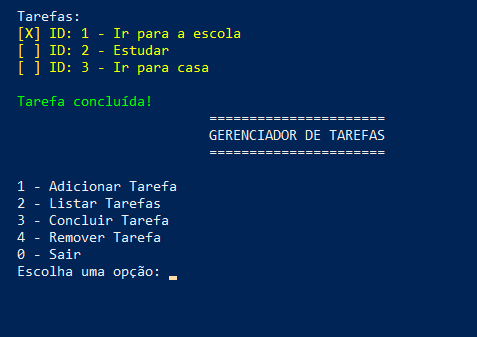 Tarefas:
[X] ID: 1 - Ir para a escola
[ ] ID: 2 - Estudar
[ ] ID: 3 - Ir para casa
Tarefa concluída!
======================
GERENCIADOR DE TAREFAS
======================
1 - Adicionar Tarefa
2 - Listar Tarefas
3 - Concluir Tarefa
4 - Remover Tarefa
0 - Sair
Escolha uma opção: